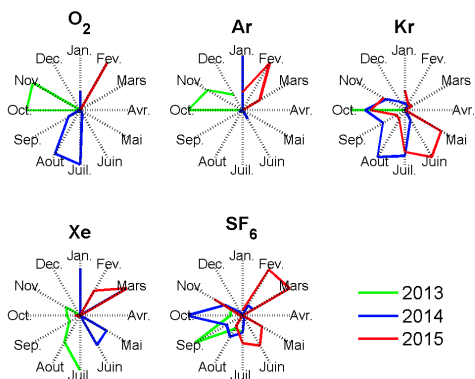 O2
Jan.
Fev.
Mars
Avr.
Mai
Juin
Juil.
Aout
Sep.
Oct.
Nov.
Dec.
Ar
Jan.
Fev.
Mars
Avr.
Mai
Juin
Juil.
Aout
Sep.
Oct.
Nov.
Dec.
Kr
Jan.
Fev.
Mars
Avr.
Mai
Juin
Juil.
Aout
Sep.
Oct.
Nov.
Dec.
Xe
Jan.
Fev.
Mars
Avr.
Mai
Juin
Juil.
Aout
Sep.
Oct.
Nov.
Dec.
SF6
Jan.
Fev.
Mars
Avr.
Mai
Juin
Juil.
Aout
Sep.
Oct.
Nov.
Dec.
2013
2014
2015